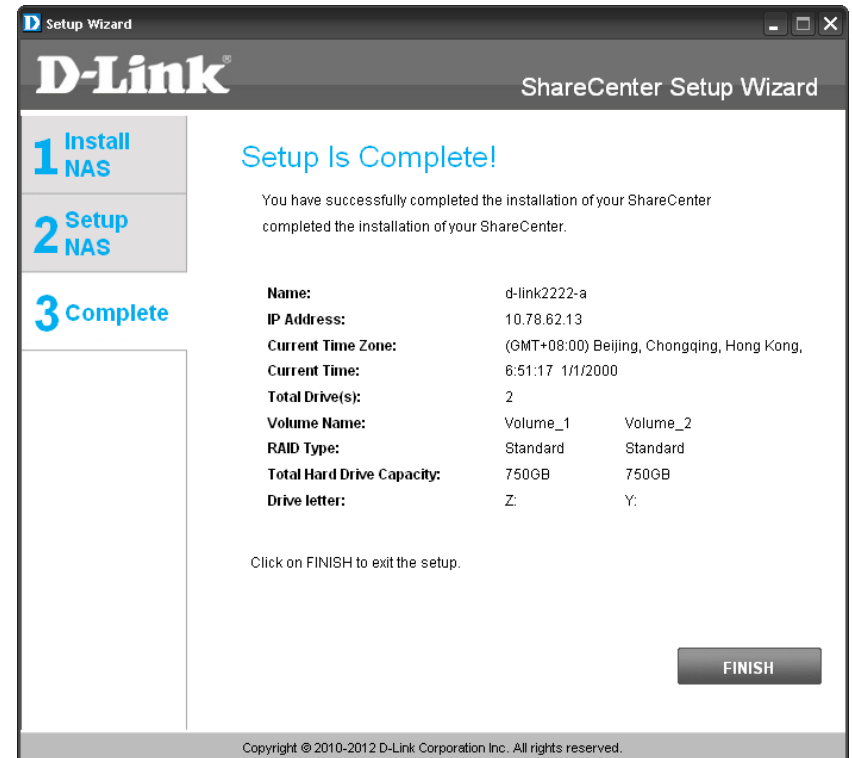 Setup Wizard
D-Link®
ShareCenter Setup Wizard
1 Install NAS
2 Setup NAS
3 Complete
Setup Is Complete!
You have successfully completed the installation of your ShareCenter
completed the installation of your ShareCenter.
Name: d-link2222-a
IP Address: 10.78.62.13
Current Time Zone: (GMT+08:00) Beijing, Chongqing, Hong Kong,
Current Time: 6:51:17 1/1/2000
Total Drive(s): 2
Volume Name: Volume_1 Volume_2
RAID Type: Standard Standard
Total Hard Drive Capacity: 750GB 750GB
Drive letter: Z: Y:
Click on FINISH to exit the setup.
FINISH
Copyright © 2010-2012 D-Link Corporation Inc. All rights reserved.